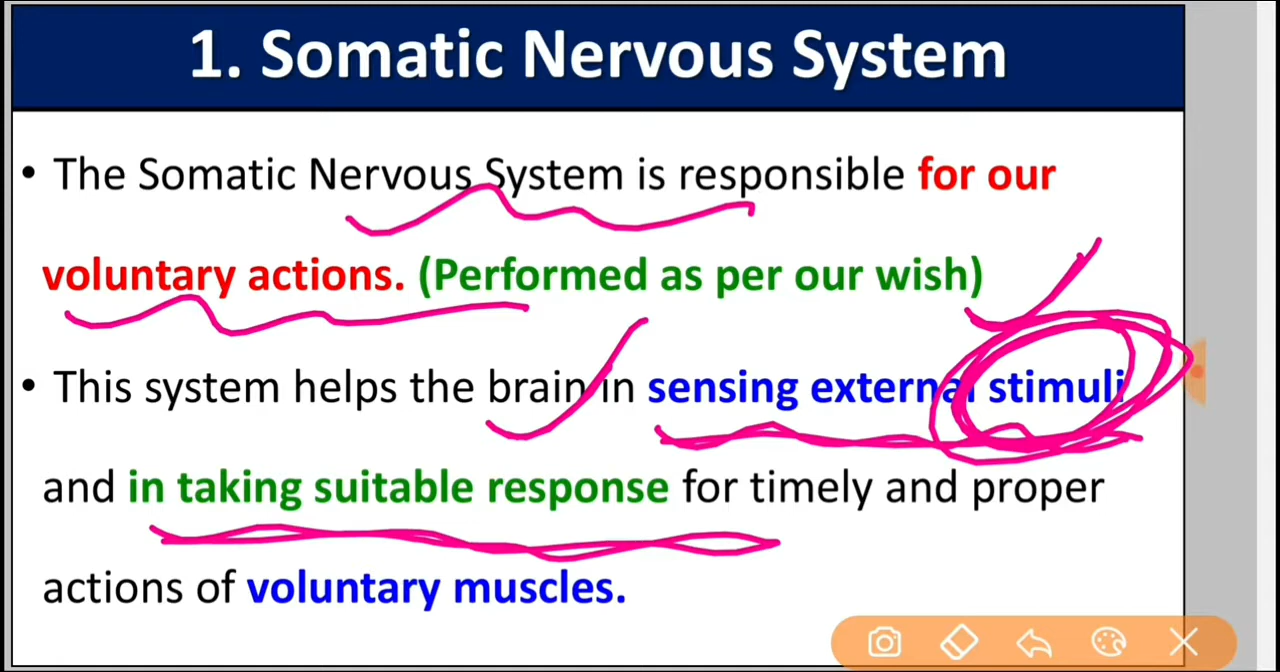 1. Somatic Nervous System
• The Somatic Nervous System is responsible for our
voluntary actions. (Performed as per our wish)
• This system helps the brain in sensing external stimuli
and in taking suitable response for timely and proper
actions of voluntary muscles.